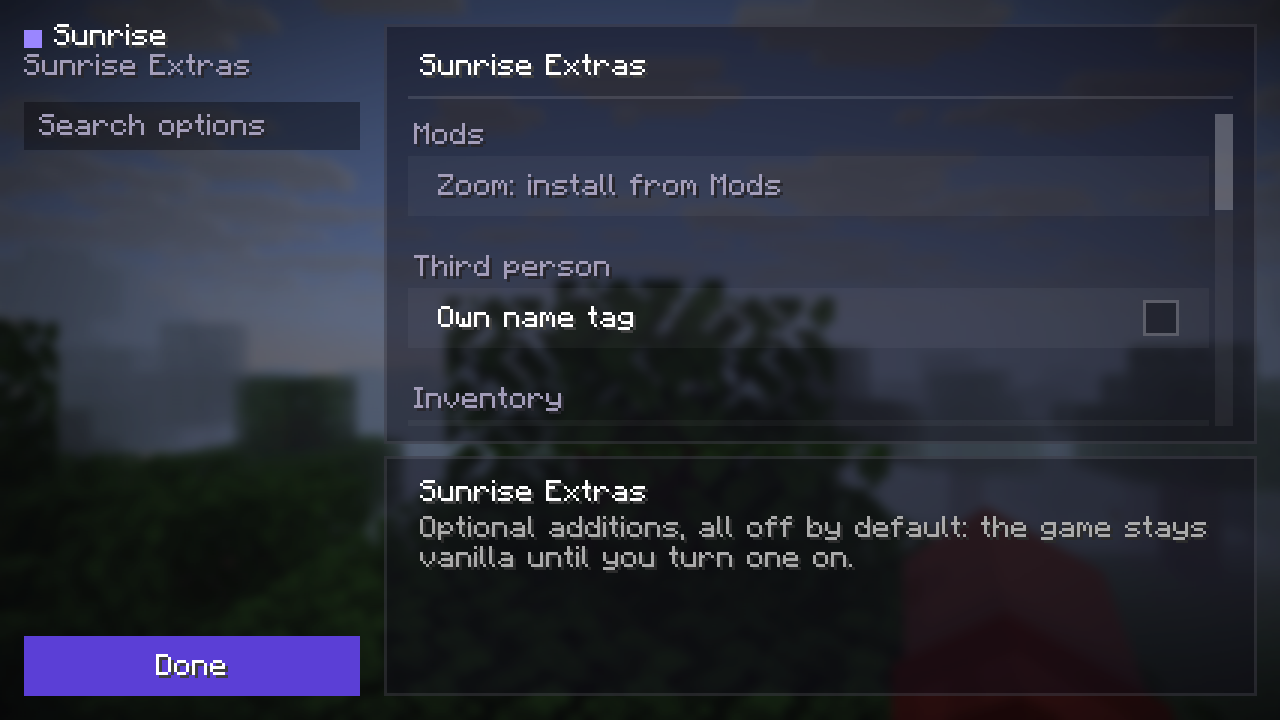 Sunrise
Sunrise Extras
Search options
Done
Sunrise Extras
Mods
Zoom: install from Mods
Third person
Own name tag
Inventory
Sunrise Extras
Optional additions, all off by default: the game stays
vanilla until you turn one on.